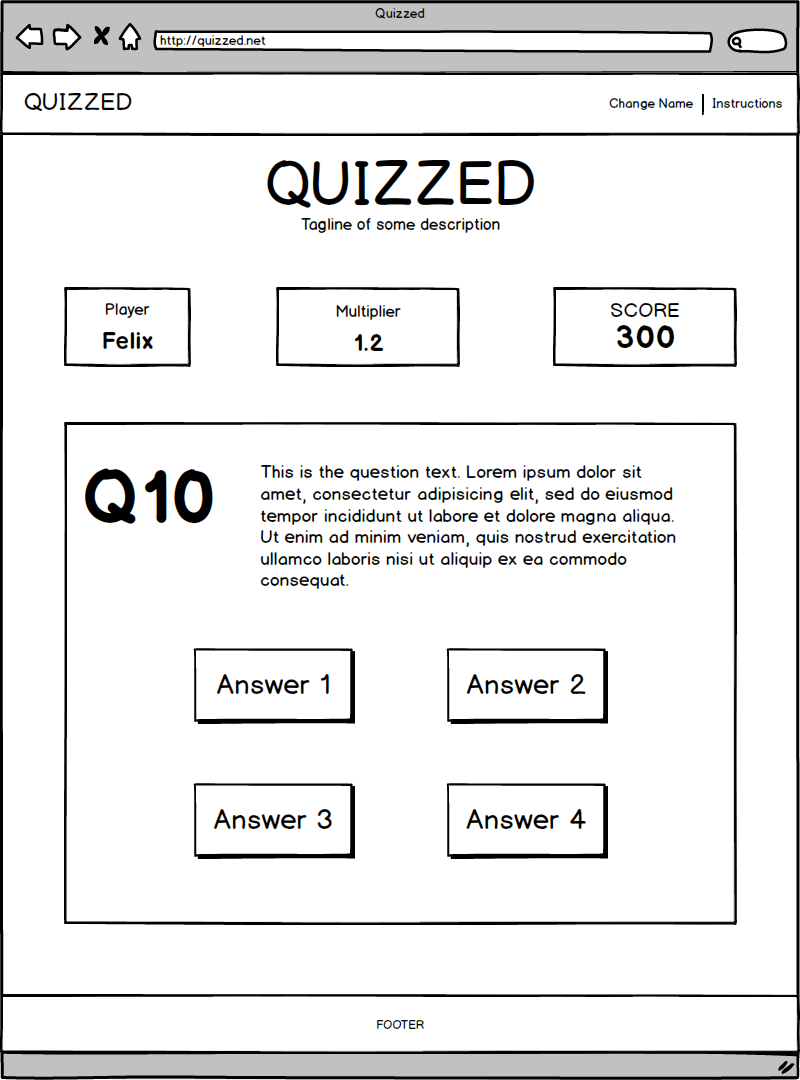 Quizzed
http://quizzed.net
QUIZZED
Change Name | Instructions
QUIZZED
Tagline of some description
Player
Felix
Multiplier
1.2
SCORE
300
Q10
This is the question text. Lorem ipsum dolor sit
amet, consectetur adipisicing elit, sed do eiusmod
tempor incididunt ut labore et dolore magna aliqua.
Ut enim ad minim veniam, quis nostrud exercitation
ullamco laboris nisi ut aliquip ex ea commodo
consequat.
Answer 1
Answer 2
Answer 3
Answer 4
FOOTER